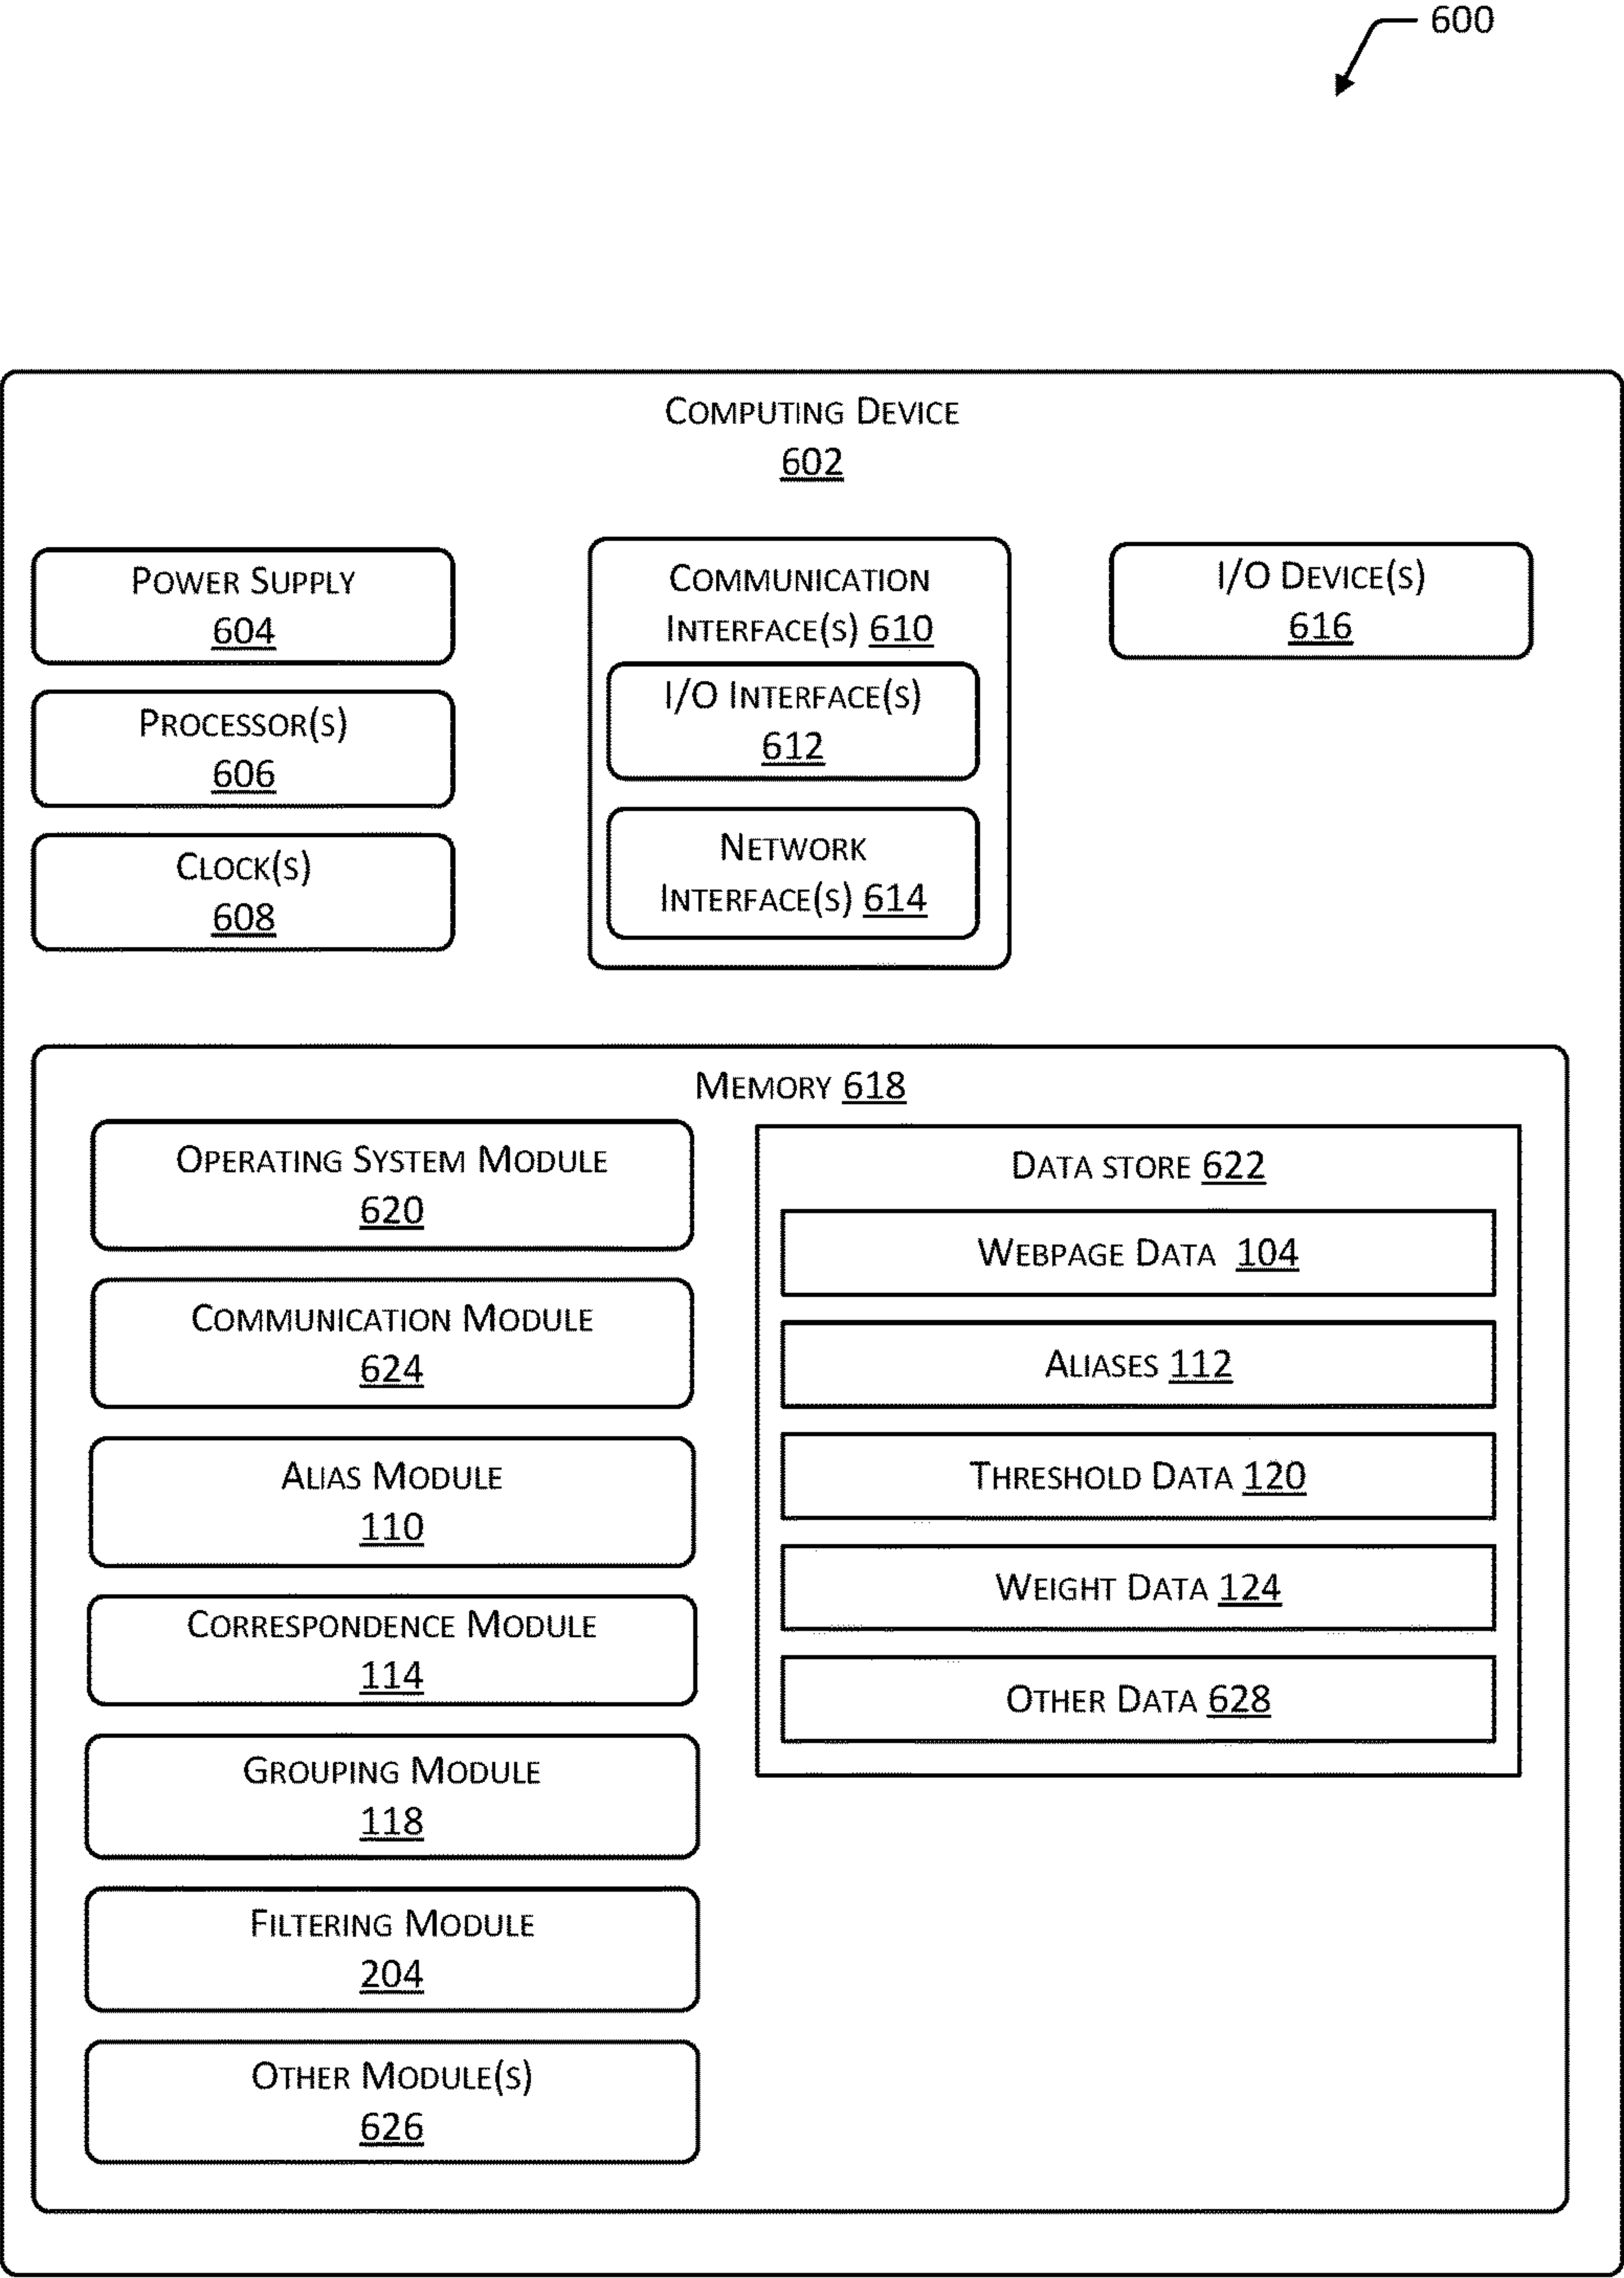 600
COMPUTING DEVICE
602
POWER SUPPLY
604
PROCESSOR(S)
606
CLOCK(S)
608
COMMUNICATION
INTERFACE(S) 610
I/O INTERFACE(S)
612
NETWORK
INTERFACE(S) 614
I/O DEVICE(S)
616
MEMORY 618
OPERATING SYSTEM MODULE
620
COMMUNICATION MODULE
624
ALIAS MODULE
110
CORRESPONDENCE MODULE
114
GROUPING MODULE
118
FILTERING MODULE
204
OTHER MODULE(S)
626
DATA STORE 622
WEBPAGE DATA 104
ALIASES 112
THRESHOLD DATA 120
WEIGHT DATA 124
OTHER DATA 628